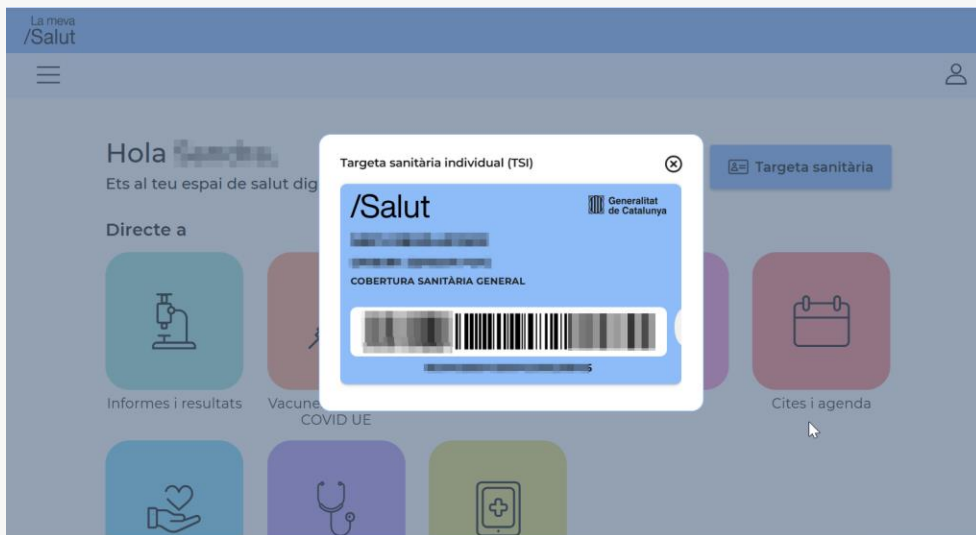 La meva
/Salut
Hola
Ets al teu espai de salut dig
Targeta sanitària
Directe a
Targeta sanitària individual (TSI)
/Salut
Generalitat
de Catalunya
COBERTURA SANITÀRIA GENERAL
5
Informes i resultats
Vacune
COVID UE
Cites i agenda